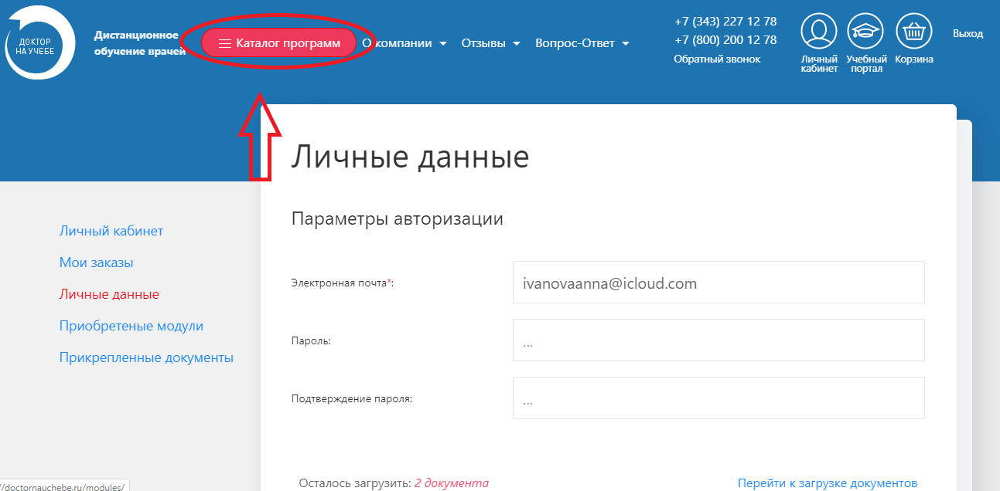 ДОКТОР
НА УЧЕБЕ
Дистанционное
обучение врачей
Каталог программ
О компании
Отзывы
Вопрос-Ответ
+7 (343) 227 12 78
+7 (800) 200 12 78
Обратный звонок
Личный
кабинет
Учебный
портал
Корзина
Выход
Личные данные
Параметры авторизации
Личный кабинет
Мои заказы
Личные данные
Приобретеные модули
Прикрепленные документы
Электронная почта*:
ivanovaanna@icloud.com
Пароль:
...
Подтверждение пароля:
...
Осталось загрузить: 2 документа
Перейти к загрузке документов
//doctornauchebe.ru/modules/